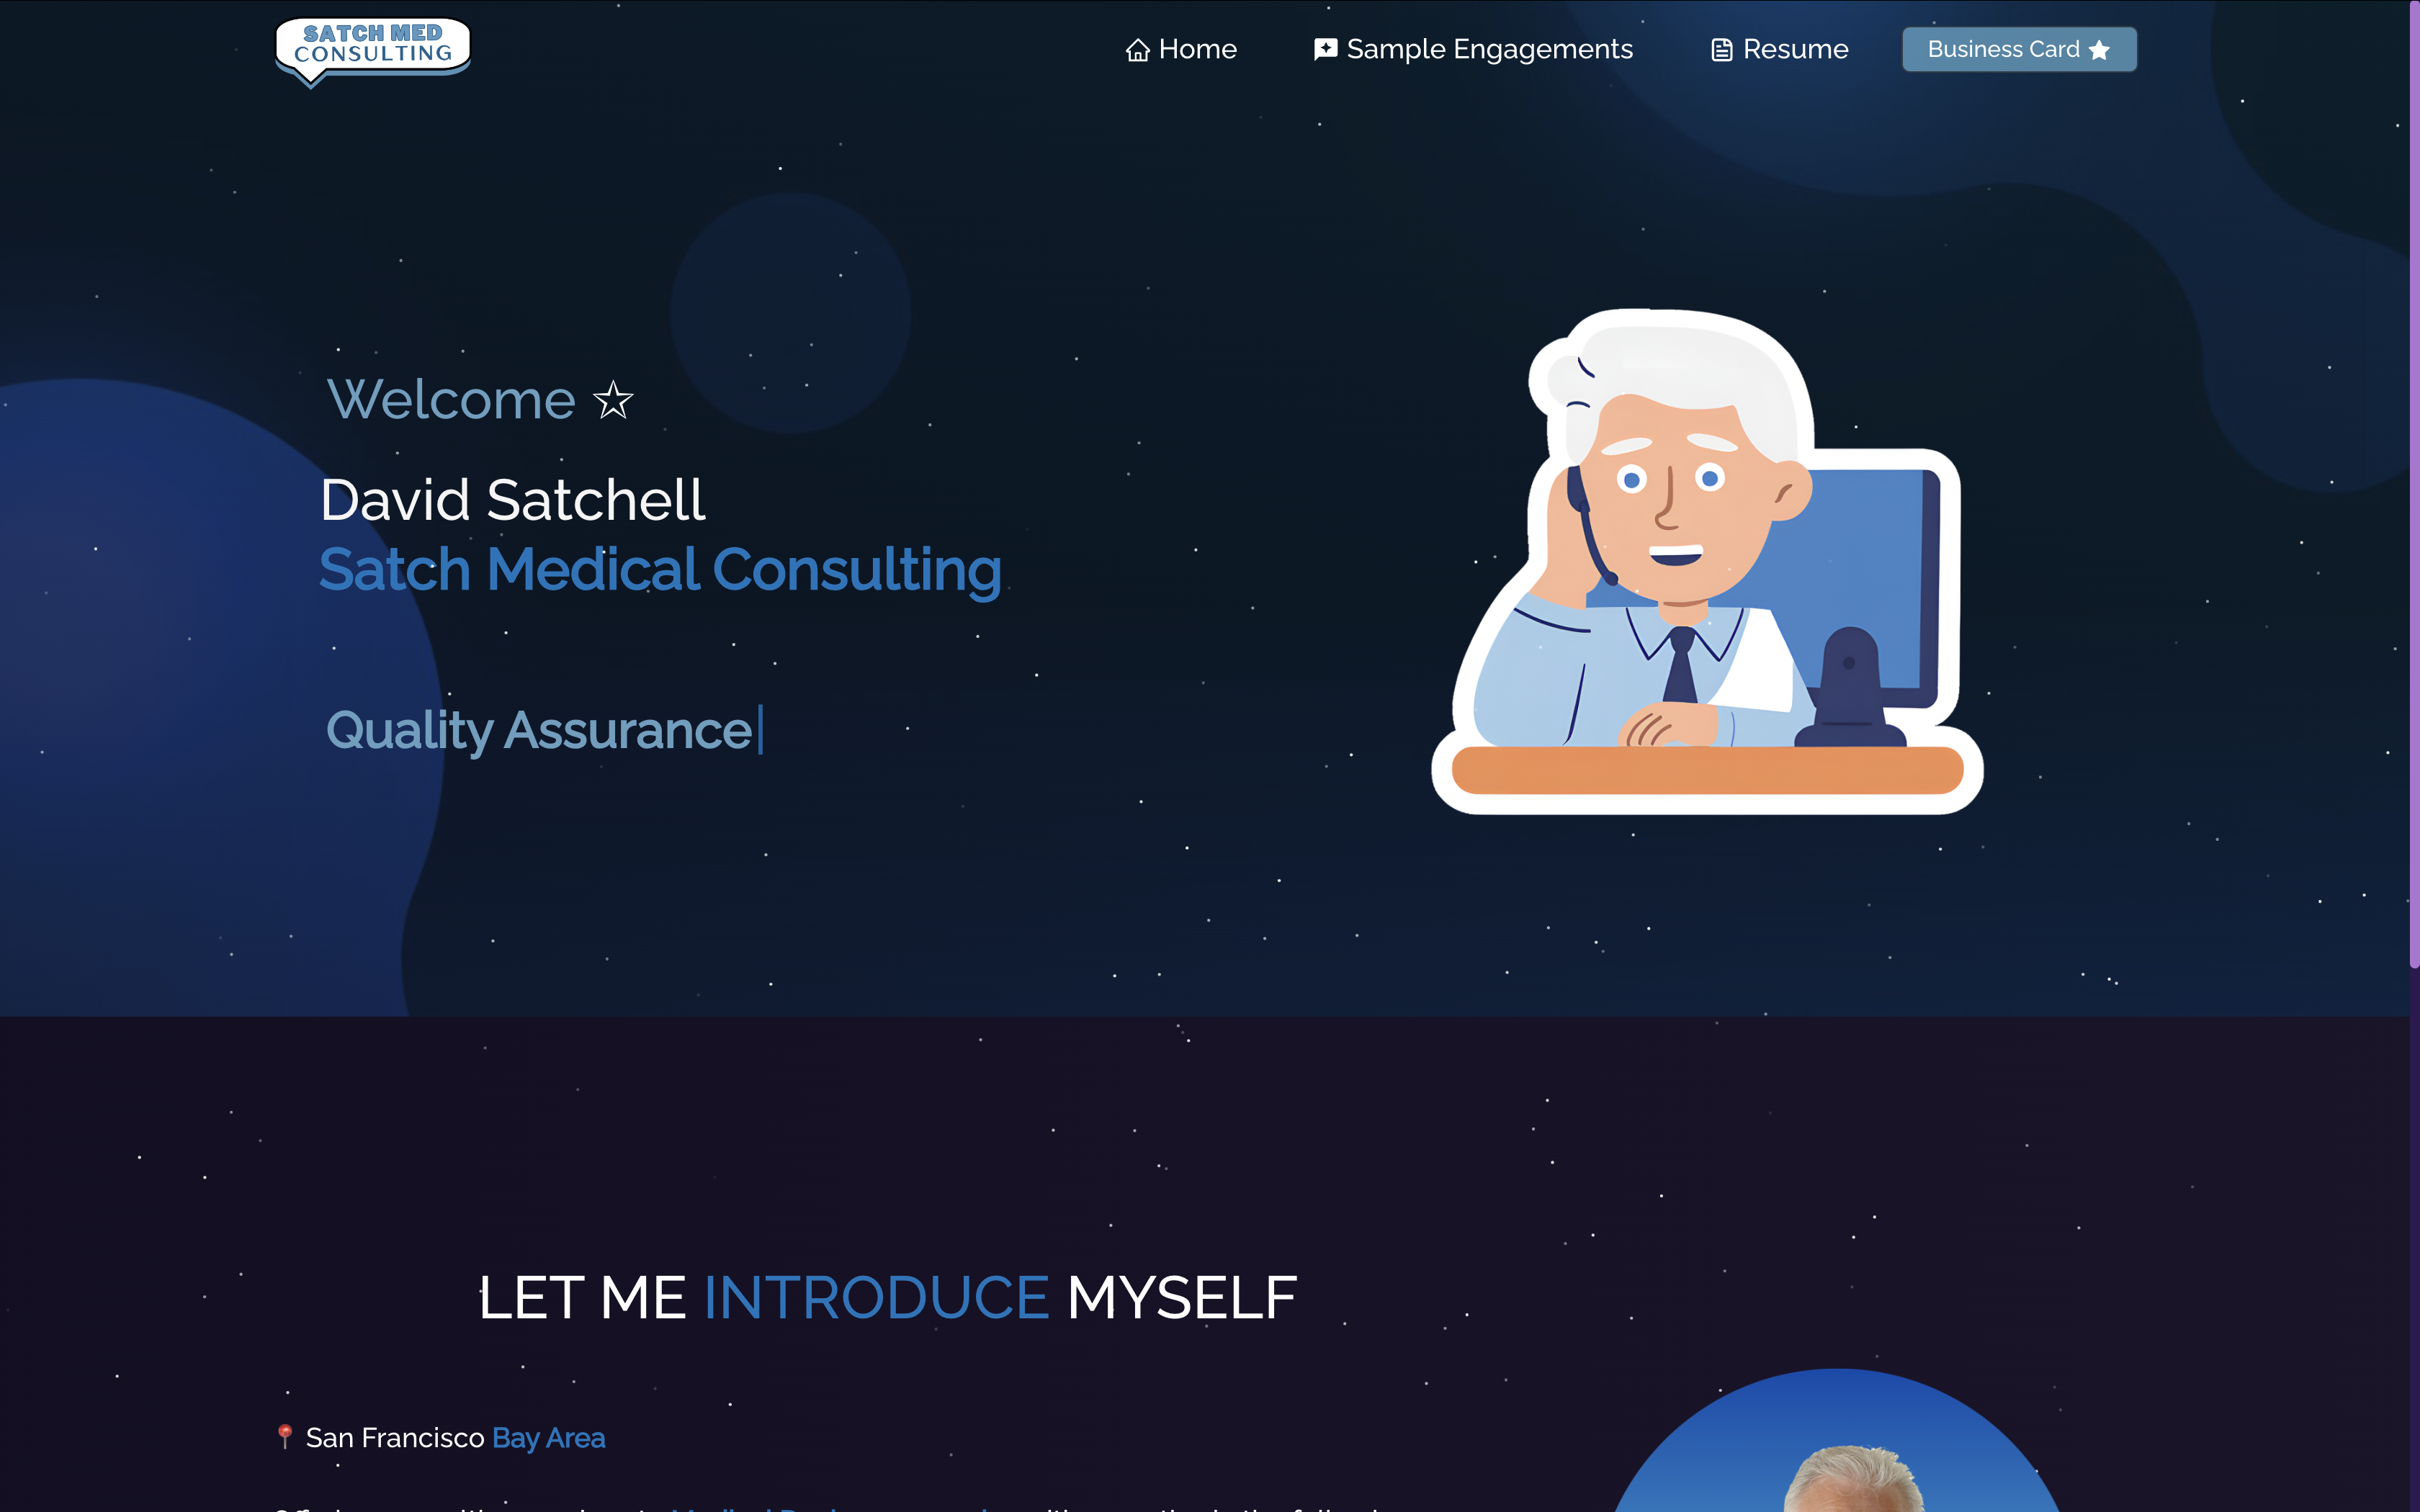 SATCH MED
CONSULTING
Home
Sample Engagements
Resume
Business Card
Welcome
David Satchell
Satch Medical Consulting
Quality Assurance
LET ME INTRODUCE MYSELF
San Francisco Bay Area